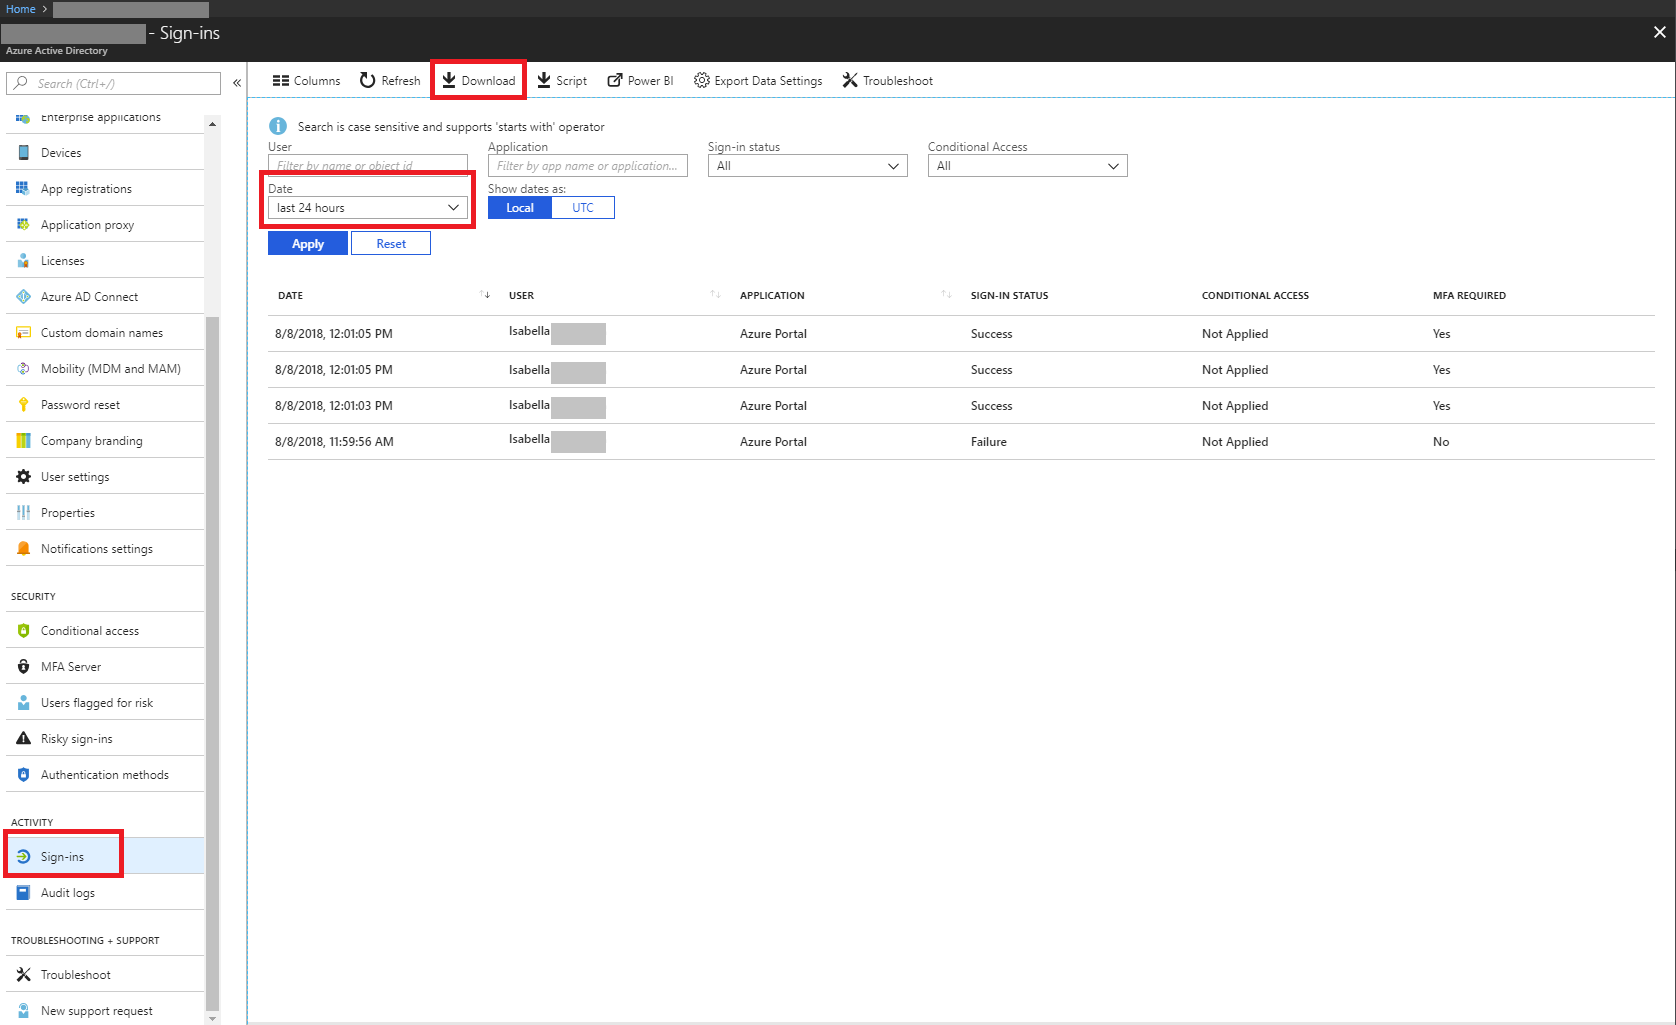 Home >
- Sign-ins
Azure Active Directory
Search (Ctrl+/)
«
Enterprise applications
Devices
App registrations
Application proxy
Licenses
Azure AD Connect
Custom domain names
Mobility (MDM and MAM)
Password reset
Company branding
User settings
Properties
Notifications settings
SECURITY
Conditional access
MFA Server
Users flagged for risk
Risky sign-ins
Authentication methods
ACTIVITY
Sign-ins
Audit logs
TROUBLESHOOTING + SUPPORT
Troubleshoot
New support request
Columns Refresh Download Script Power BI Export Data Settings Troubleshoot
Search is case sensitive and supports 'starts with' operator
User Application Sign-in status Conditional Access
Filter by name or object id Filter by app name or application... All All
Date Show dates as:
last 24 hours Local UTC
Apply Reset
DATE USER APPLICATION SIGN-IN STATUS CONDITIONAL ACCESS MFA REQUIRED
8/8/2018, 12:01:05 PM Isabella Azure Portal Success Not Applied Yes
8/8/2018, 12:01:05 PM Isabella Azure Portal Success Not Applied Yes
8/8/2018, 12:01:03 PM Isabella Azure Portal Success Not Applied Yes
8/8/2018, 11:59:56 AM Isabella Azure Portal Failure Not Applied No